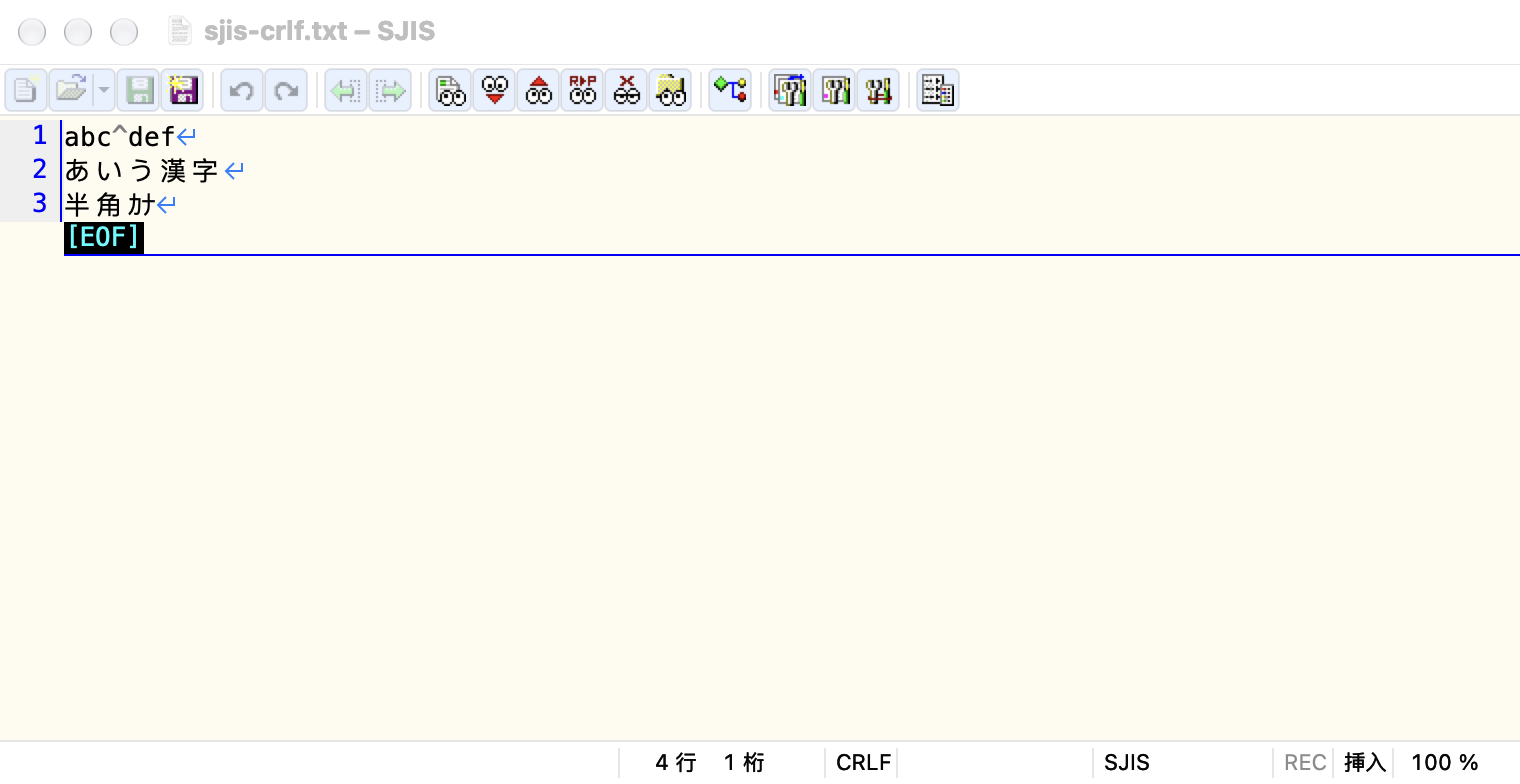 sjis-crlf.txt – SJIS
1 abc^def↵
2 あいう漢字↵
3 半角ｶﾅ↵
[EOF]
4 行 1 桁 CRLF SJIS REC 挿入 100 %